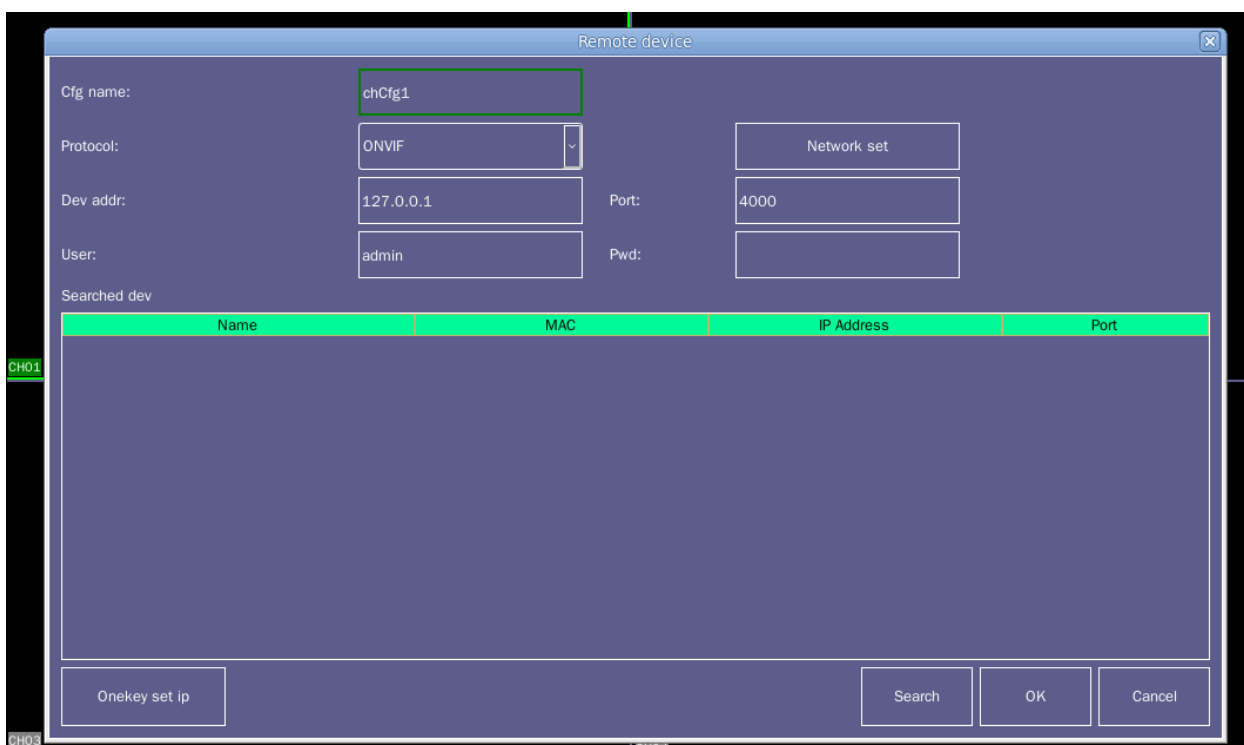 Remote device
Cfg name: chCfg1
Protocol: ONVIF Network set
Dev addr: 127.0.0.1 Port: 4000
User: admin Pwd:
Searched dev
Name MAC IP Address Port
CH01
Onekey set ip Search OK Cancel
CH03